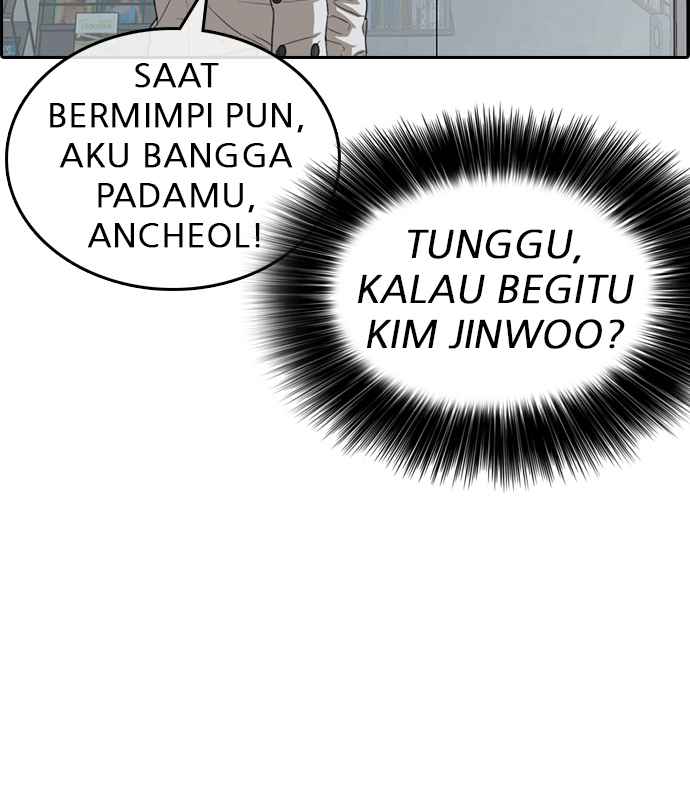 SAAT
BERMIMPI PUN,
AKU BANGGA
PADAMU,
ANCHEOL!
TUNGGU,
KALAU BEGITU
KIM JINWOO?